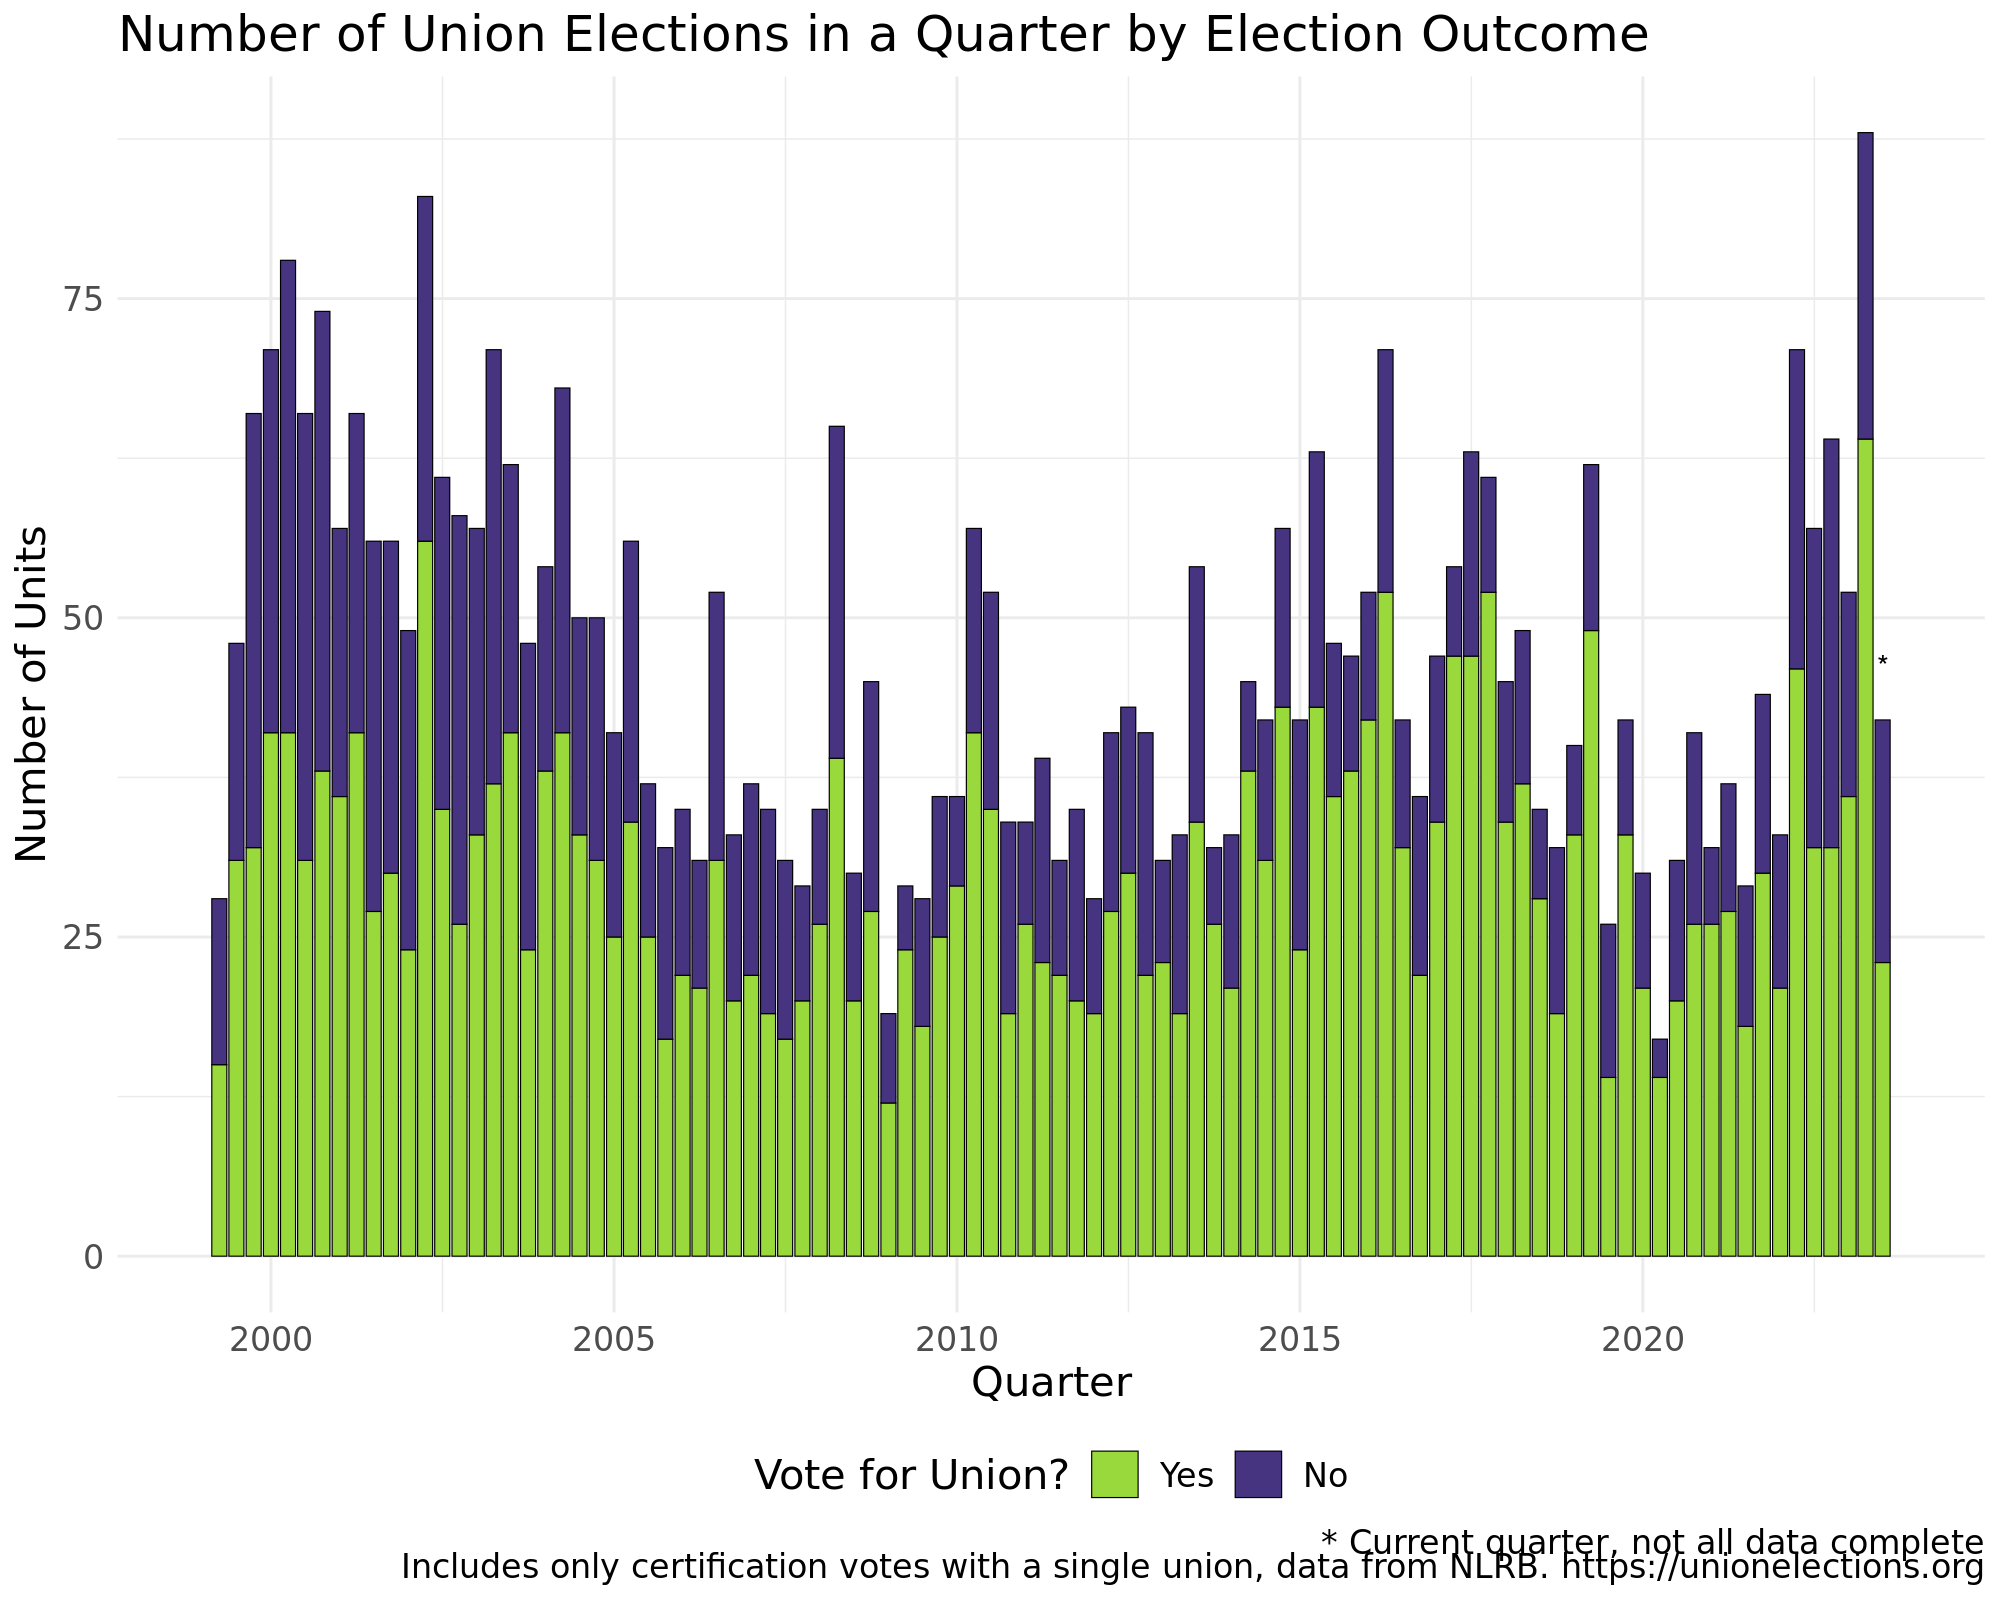 Number of Union Elections in a Quarter by Election Outcome
Number of Units
75
50
25
0
*
2000 2005 2010 2015 2020
Quarter
Vote for Union? Yes No
* Current quarter, not all data complete
Includes only certification votes with a single union, data from NLRB. https://unionelections.org